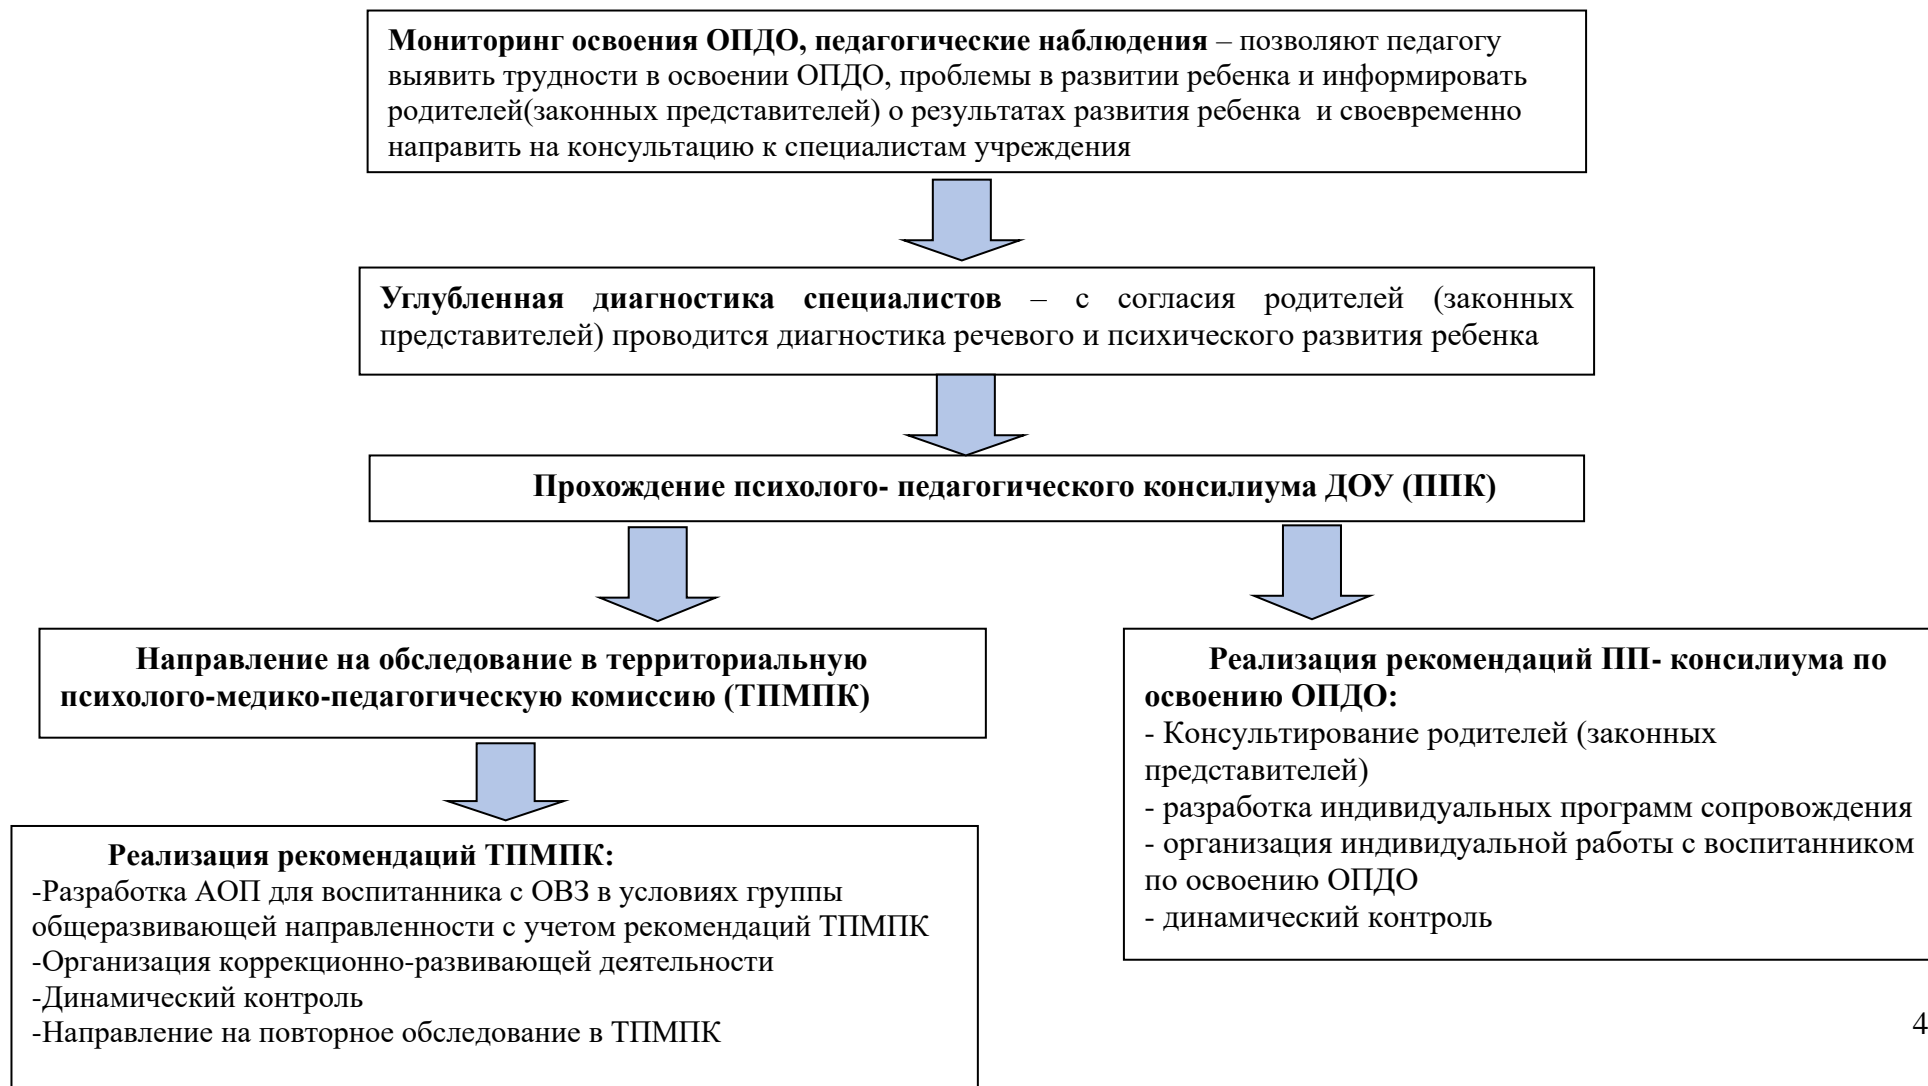 Мониторинг освоения ОПДО, педагогические наблюдения – позволяют педагогу
выявить трудности в освоении ОПДО, проблемы в развитии ребенка и информировать
родителей(законных представителей) о результатах развития ребенка и своевременно
направить на консультацию к специалистам учреждения
Углубленная диагностика специалистов – с согласия родителей (законных
представителей) проводится диагностика речевого и психического развития ребенка
Прохождение психолого- педагогического консилиума ДОУ (ППК)
Направление на обследование в территориальную
психолого-медико-педагогическую комиссию (ТПМПК)
Реализация рекомендаций ПП- консилиума по
освоению ОПДО:
- Консультирование родителей (законных
представителей)
- разработка индивидуальных программ сопровождения
- организация индивидуальной работы с воспитанником
по освоению ОПДО
- динамический контроль
Реализация рекомендаций ТПМПК:
-Разработка АОП для воспитанника с ОВЗ в условиях группы
общеразвивающей направленности с учетом рекомендаций ТПМПК
-Организация коррекционно-развивающей деятельности
-Динамический контроль
-Направление на повторное обследование в ТПМПК
4